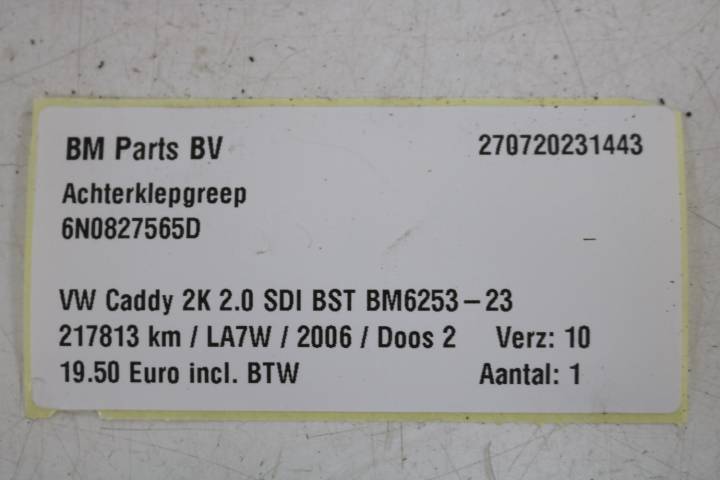 BM Parts BV 270720231443
Achterklepgreep
6N0827565D
VW Caddy 2K 2.0 SDI BST BM6253-23
217813 km / LA7W / 2006 / Doos 2 Verz: 10
19.50 Euro incl. BTW Aantal: 1